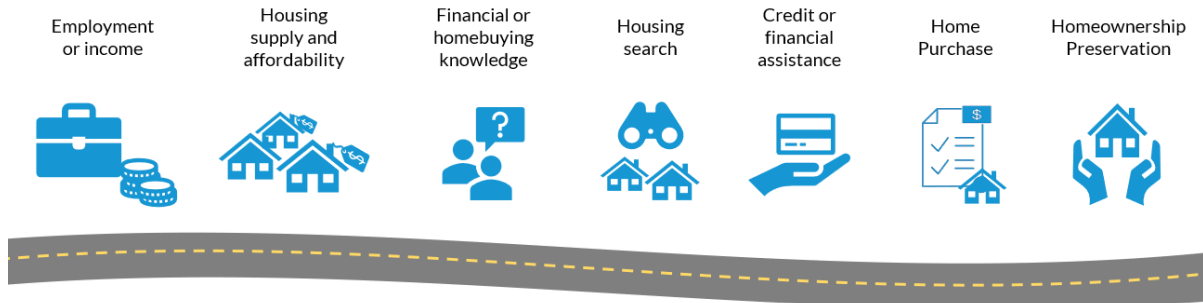 Employment
or income
Housing
supply and
affordability
Financial or
homebuying
knowledge
Housing
search
Credit or
financial
assistance
Home
Purchase
Homeownership
Preservation
$
$
?
$